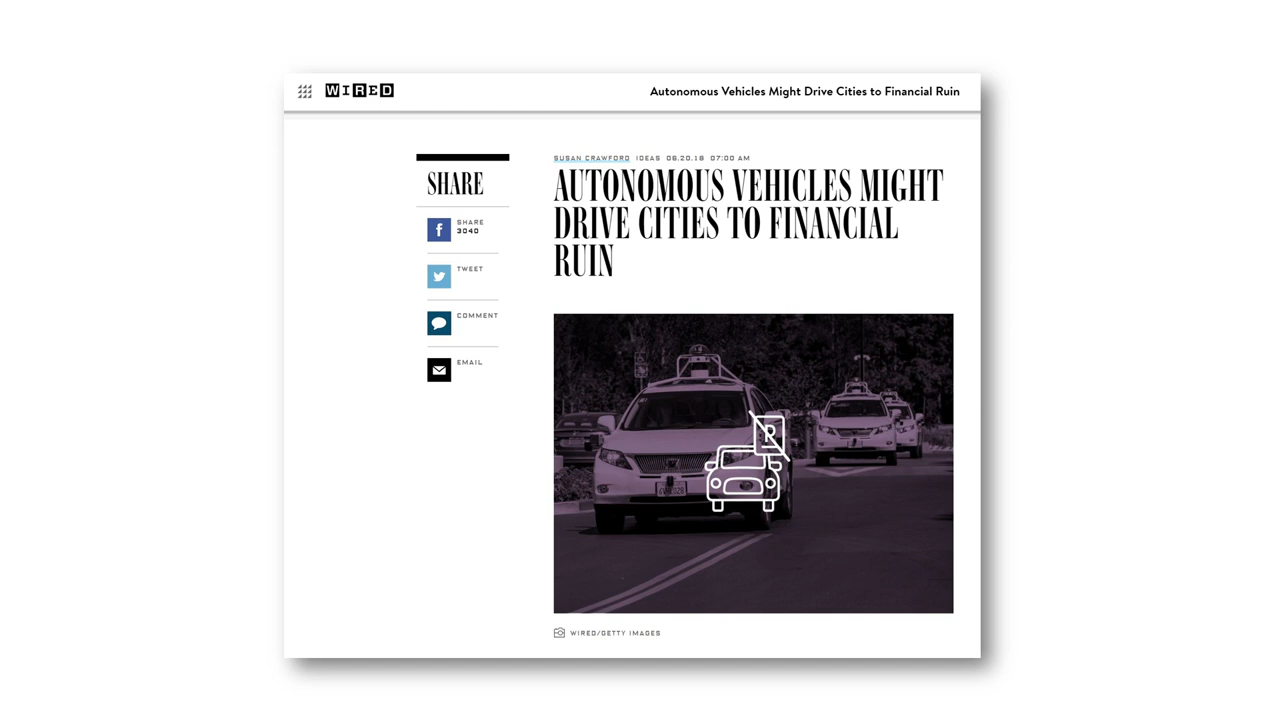 WIRED
Autonomous Vehicles Might Drive Cities to Financial Ruin
SHARE
SHARE
3040
TWEET
COMMENT
EMAIL
SUSAN CRAWFORD IDEAS 06.20.18 07:00 AM
AUTONOMOUS VEHICLES MIGHT
DRIVE CITIES TO FINANCIAL
RUIN
P
WIRED/GETTY IMAGES